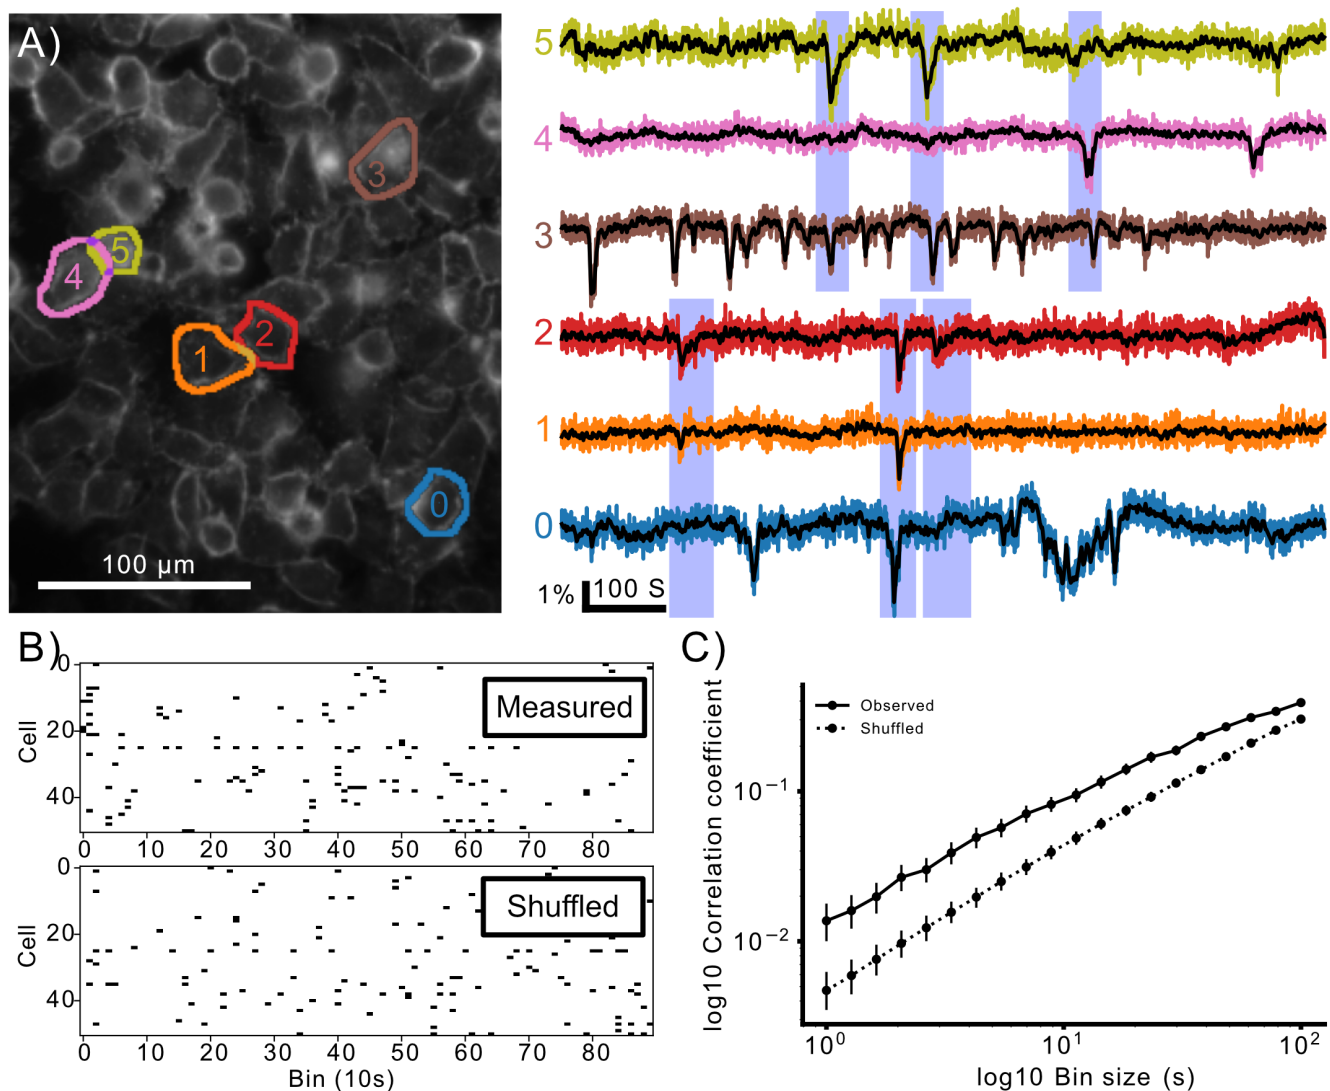 A)
3
5
4
2
1
0
100 µm
5
4
3
2
1
0
1%
100 S
B)
0
20
40
Cell
Measured
0 10 20 30 40 50 60 70 80
0
20
40
Cell
Shuffled
0 10 20 30 40 50 60 70 80
Bin (10s)
C)
log10 Correlation coefficient
Observed
Shuffled
10⁻¹
10⁻²
10⁰ 10¹ 10²
log10 Bin size (s)